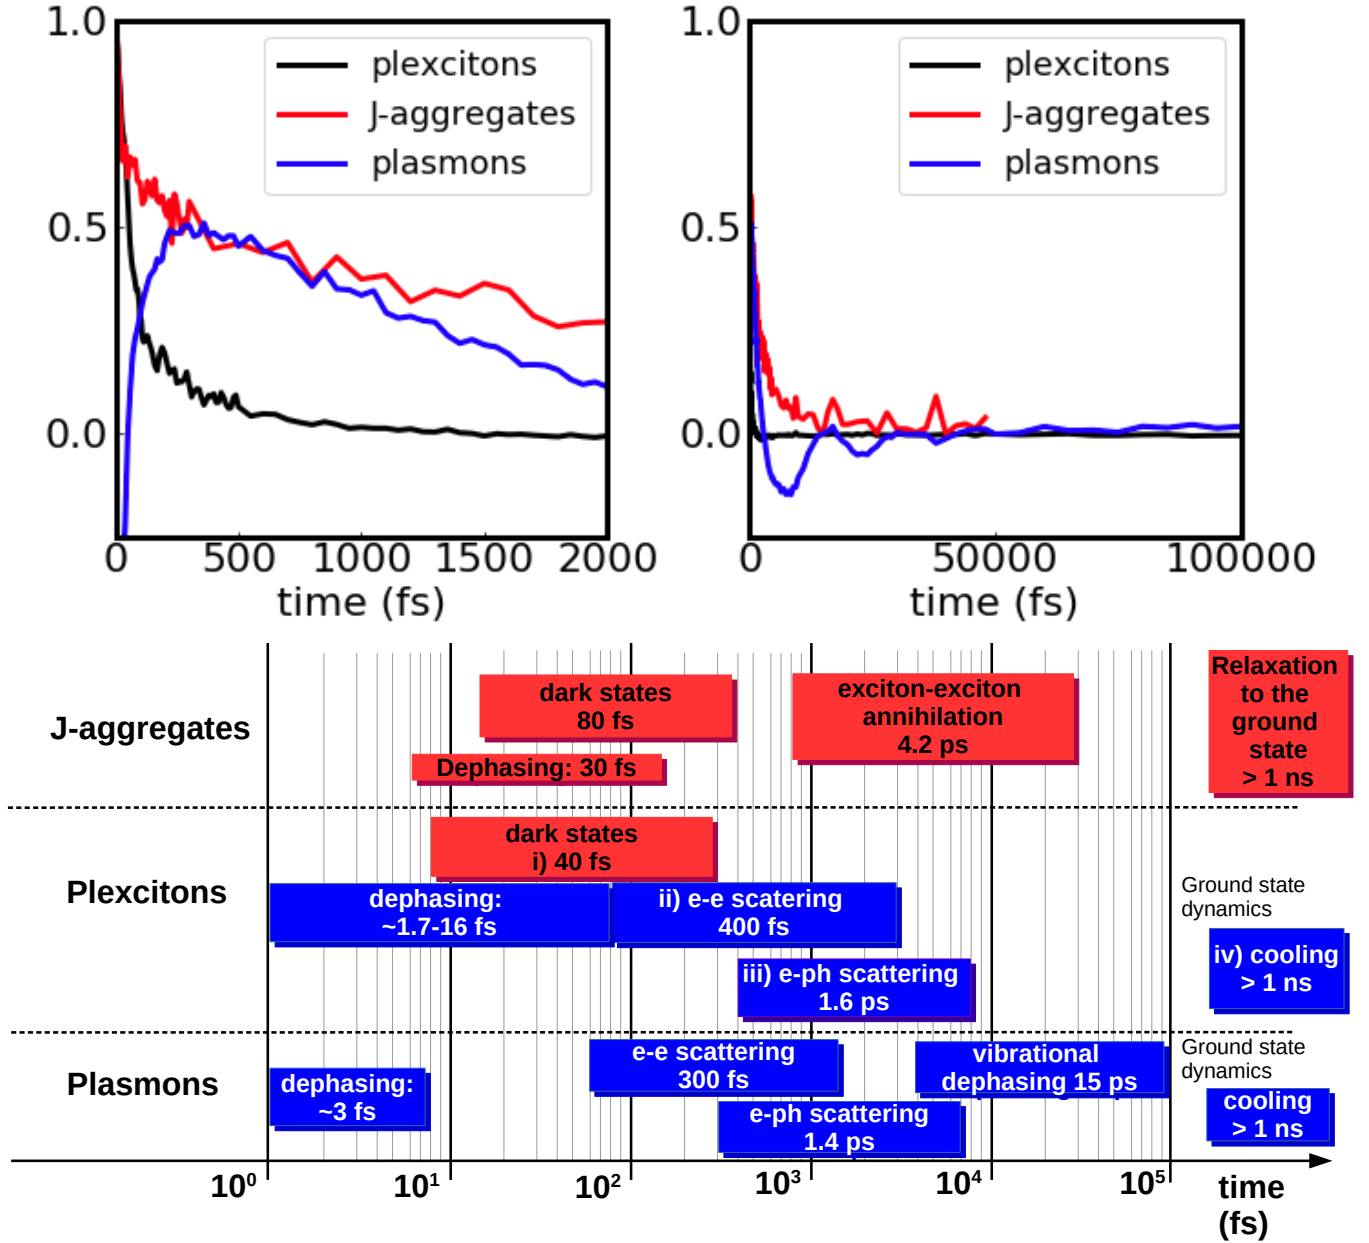 1.0
0.5
0.0
plexcitons
J-aggregates
plasmons
0
500
1000
1500
2000
time (fs)
1.0
0.5
0.0
plexcitons
J-aggregates
plasmons
0
50000
100000
time (fs)
J-aggregates
dark states
80 fs
Dephasing: 30 fs
exciton-exciton
annihilation
4.2 ps
Relaxation
to the
ground
state
> 1 ns
Plexcitons
dark states
i) 40 fs
dephasing:
~1.7-16 fs
ii) e-e scatering
400 fs
iii) e-ph scattering
1.6 ps
Ground state
dynamics
iv) cooling
> 1 ns
Plasmons
dephasing:
~3 fs
e-e scattering
300 fs
e-ph scattering
1.4 ps
vibrational
dephasing 15 ps
Ground state
dynamics
cooling
> 1 ns
10⁰
10¹
10²
10³
10⁴
10⁵
time
(fs)